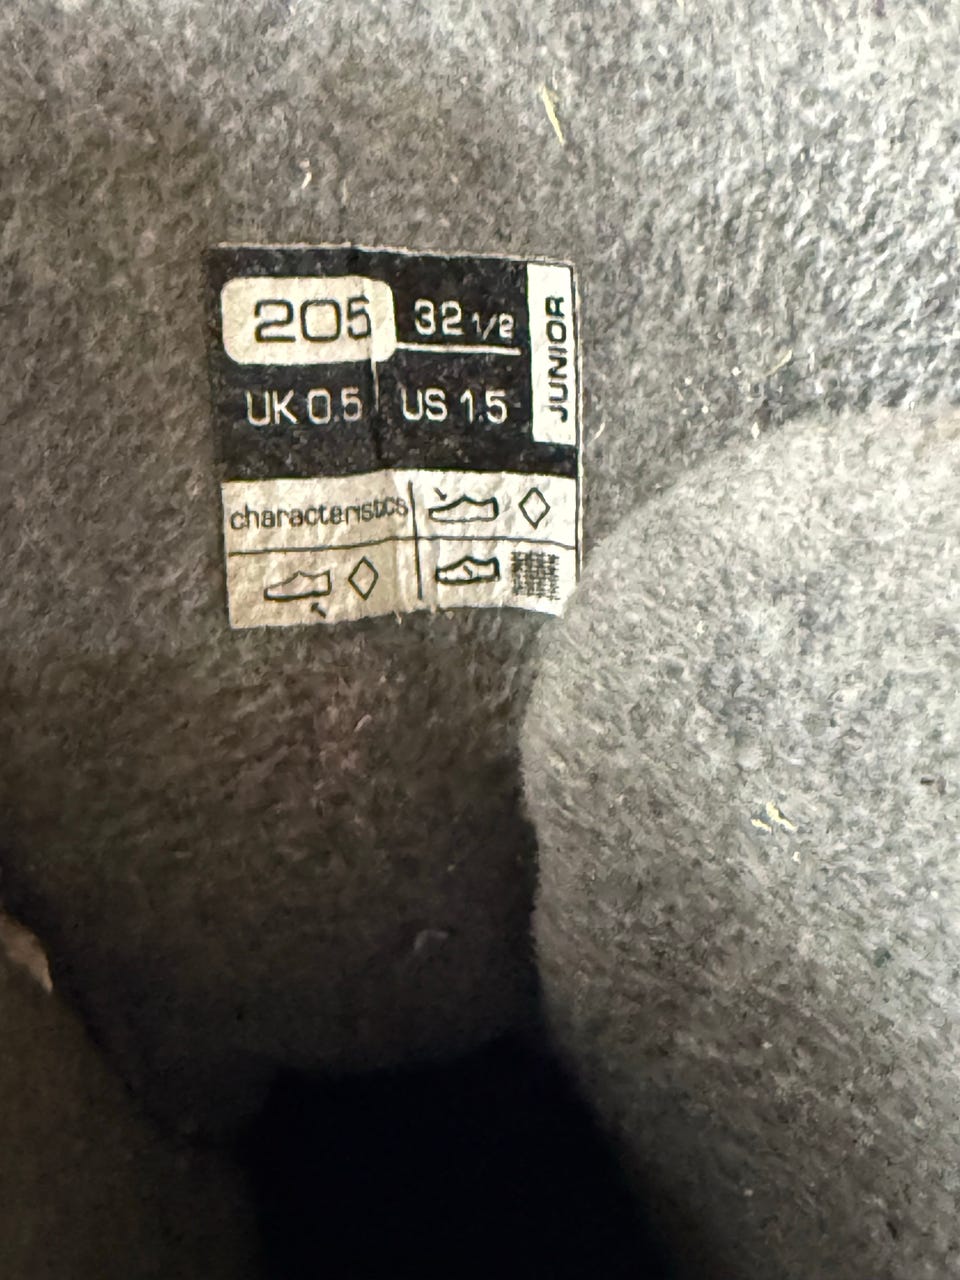 205 32 1/2
UK 0.5 US 1.5
JUNIOR
characteristics